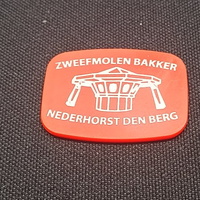 ZWEEFMOLEN BAKKER
NEDERHORST DEN BERG